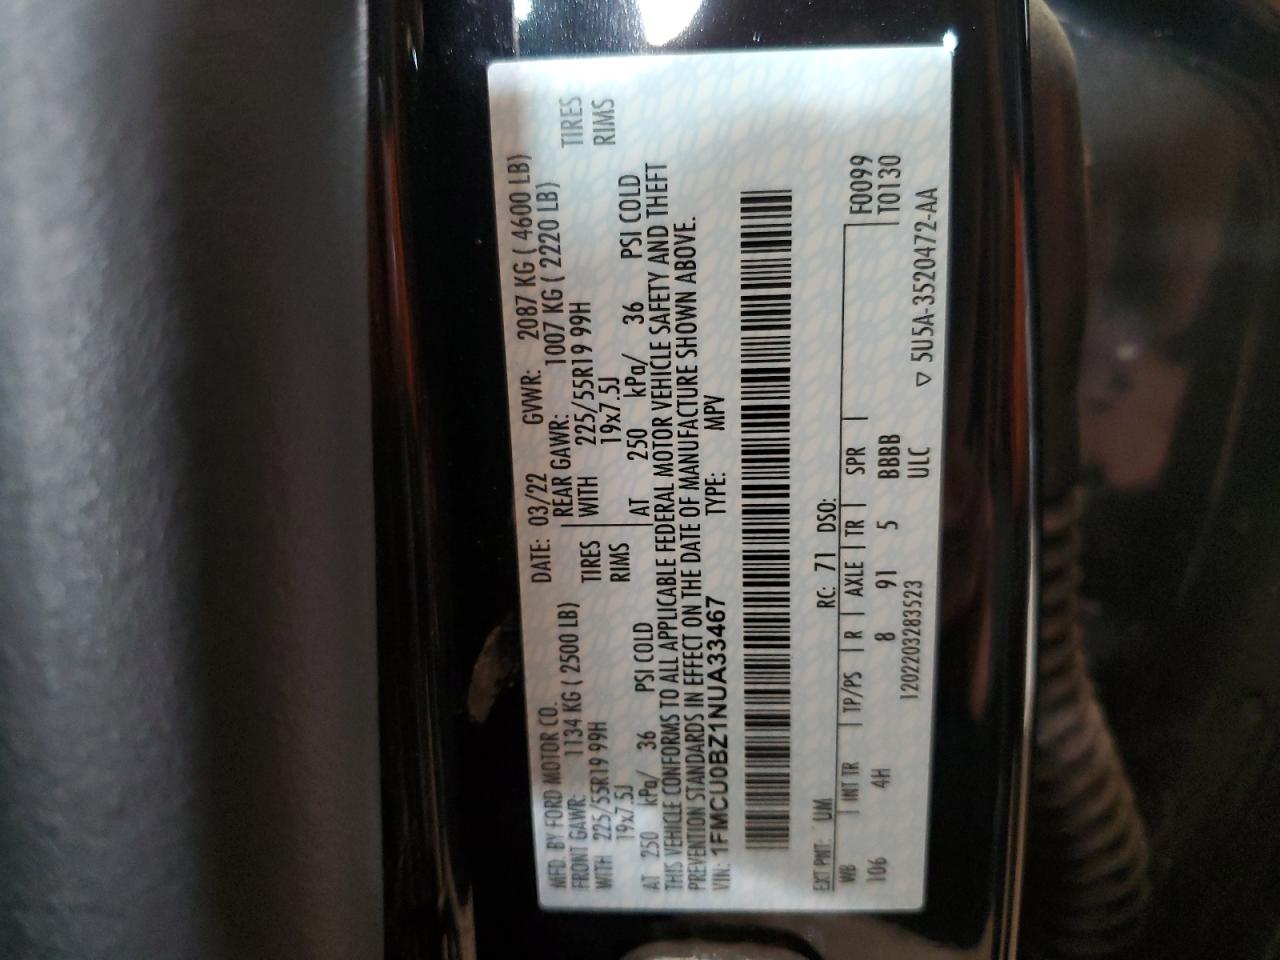 MFD. BY FORD MOTOR CO. DATE: 03/22 GVWR: 2087 KG ( 4600 LB)
FRONT GAWR: 1134 KG ( 2500 LB) REAR GAWR: 1007 KG ( 2220 LB)
WITH 225/55R19 99H TIRES WITH 225/55R19 99H TIRES
19x7.5J RIMS 19x7.5J RIMS
AT 250 kPa/ 36 PSI COLD AT 250 kPa/ 36 PSI COLD
THIS VEHICLE CONFORMS TO ALL APPLICABLE FEDERAL MOTOR VEHICLE SAFETY AND THEFT
PREVENTION STANDARDS IN EFFECT ON THE DATE OF MANUFACTURE SHOWN ABOVE.
VIN: 1FMCU0BZ1NUA33467 TYPE: MPV
EXT PNT: UM RC: 71 DSO:
WB INT TR TP/PS R AXLE TR SPR F0099
106 4H 8 91 5 BBBB T0130
1202203283523 ULC
▽ 5U5A-3520472-AA